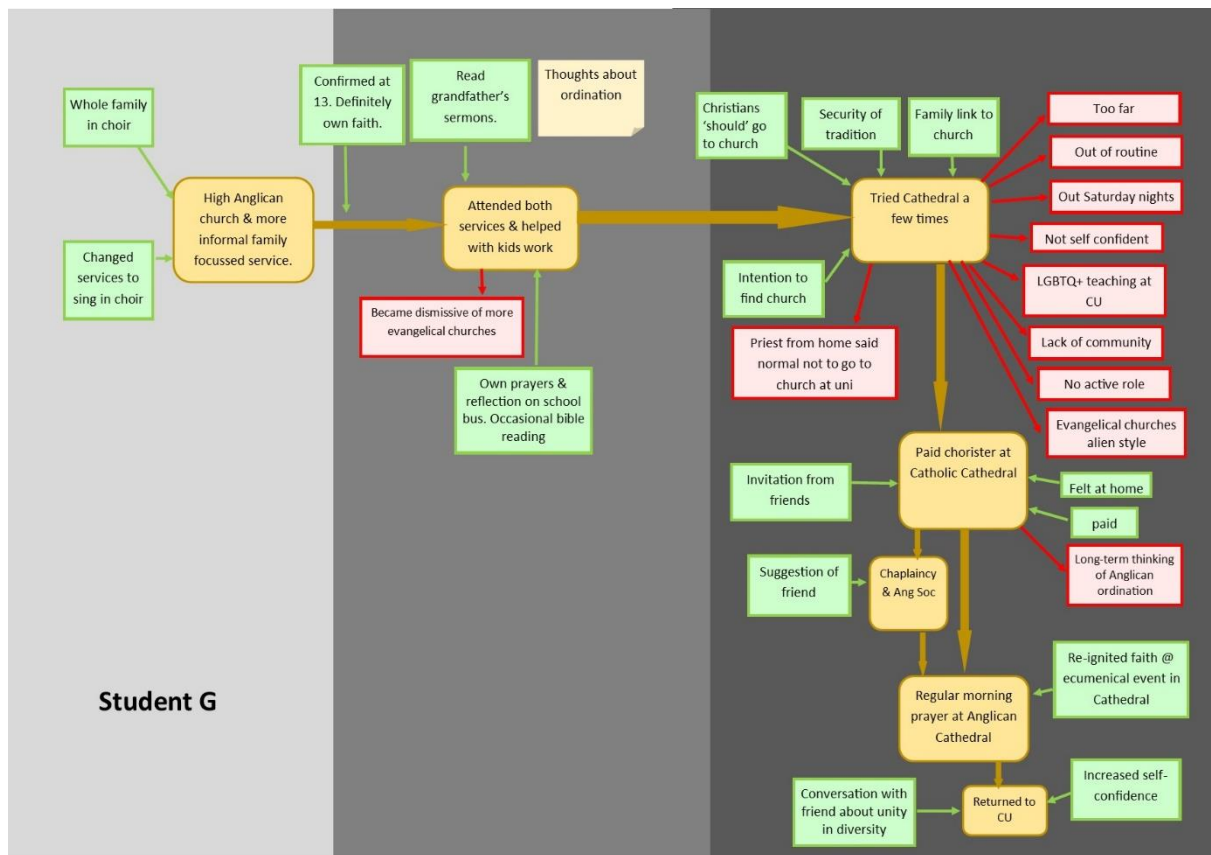 Whole family
in choir
High Anglican
church & more
informal family
focussed service.
Changed
services to
sing in choir
Student G
Confirmed at
13. Definitely
own faith.
Read
grandfather's
sermons.
Thoughts about
ordination
Attended both
services & helped
with kids work
Became dismissive of more
evangelical churches
Own prayers &
reflection on school
bus. Occasional bible
reading
Christians
'should' go
to church
Security of
tradition
Family link to
church
Tried Cathedral a
few times
Intention to
find church
Priest from home said
normal not to go to
church at uni
Too far
Out of routine
Out Saturday nights
Not self confident
LGBTQ+ teaching at
CU
Lack of community
No active role
Evangelical churches
alien style
Paid chorister at
Catholic Cathedral
Invitation from
friends
Felt at home
paid
Long-term thinking
of Anglican
ordination
Suggestion of
friend
Chaplaincy
& Ang Soc
Regular morning
prayer at Anglican
Cathedral
Re-ignited faith @
ecumenical event in
Cathedral
Conversation with
friend about unity
in diversity
Returned to
CU
Increased self-
confidence